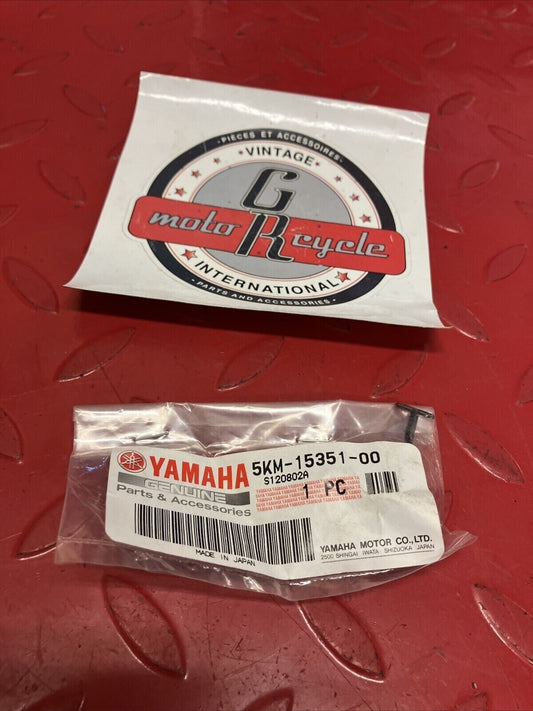 ·PIECES ET ACCESSOIRES·
·VINTAGE·
G
moto R cycle
INTERNATIONAL
·PARTS AND ACCESSORIES·
YAMAHA
GENUINE
Parts & Accessories
5KM-15351-00
S120802A
1 PC
MADE IN JAPAN
YAMAHA MOTOR CO.,LTD.
2500 SHINGAI IWATA SHIZUOKA JAPAN